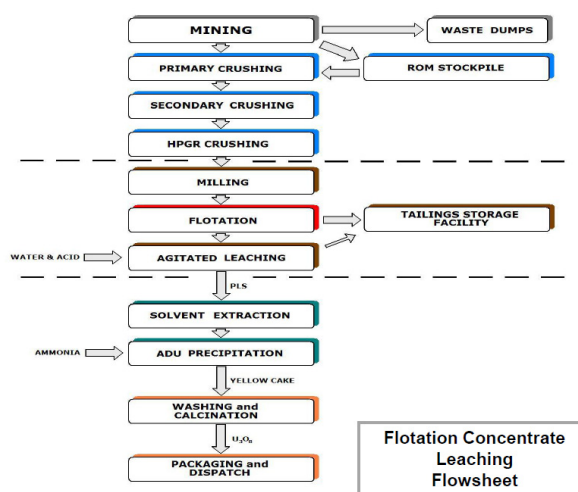 MINING
WASTE DUMPS
PRIMARY CRUSHING
ROM STOCKPILE
SECONDARY CRUSHING
HPGR CRUSHING
MILLING
FLOTATION
TAILINGS STORAGE
FACILITY
WATER & ACID
AGITATED LEACHING
PLS
SOLVENT EXTRACTION
AMMONIA
ADU PRECIPITATION
YELLOW CAKE
WASHING and
CALCINATION
U₃O₈
PACKAGING and
DISPATCH
Flotation Concentrate
Leaching
Flowsheet